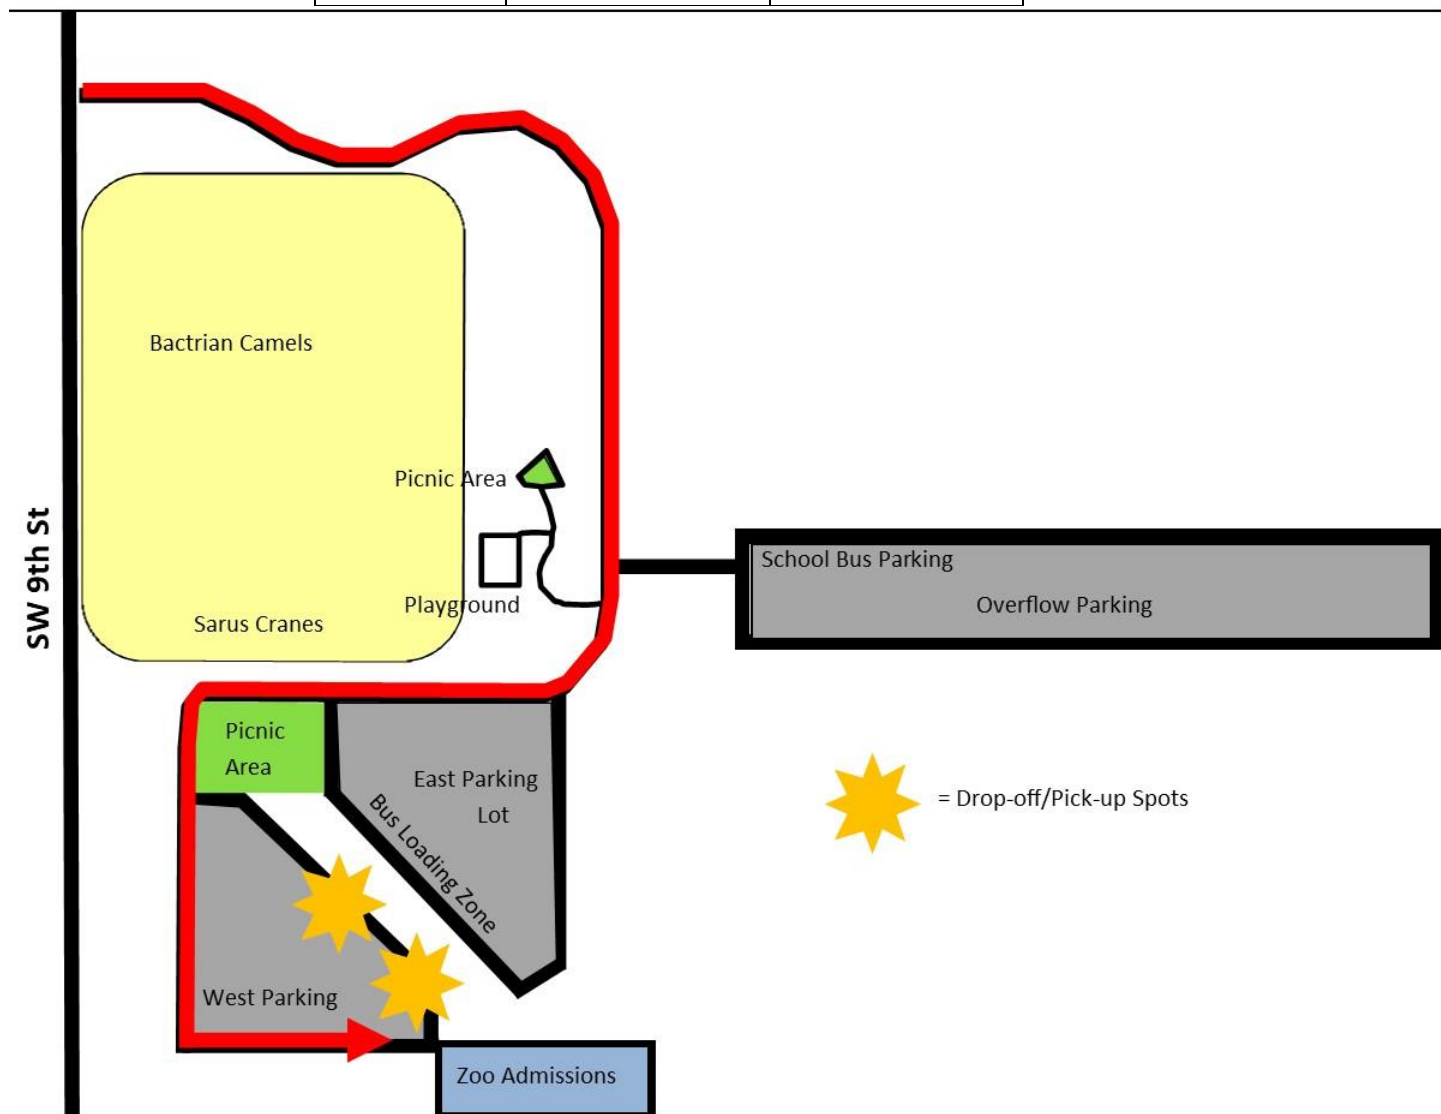 Bactrian Camels
Picnic Area
SW 9th St
School Bus Parking
Overflow Parking
Playground
Sarus Cranes
Picnic
Area
East Parking
Lot
Bus Loading Zone
= Drop-off/Pick-up Spots
West Parking
Zoo Admissions